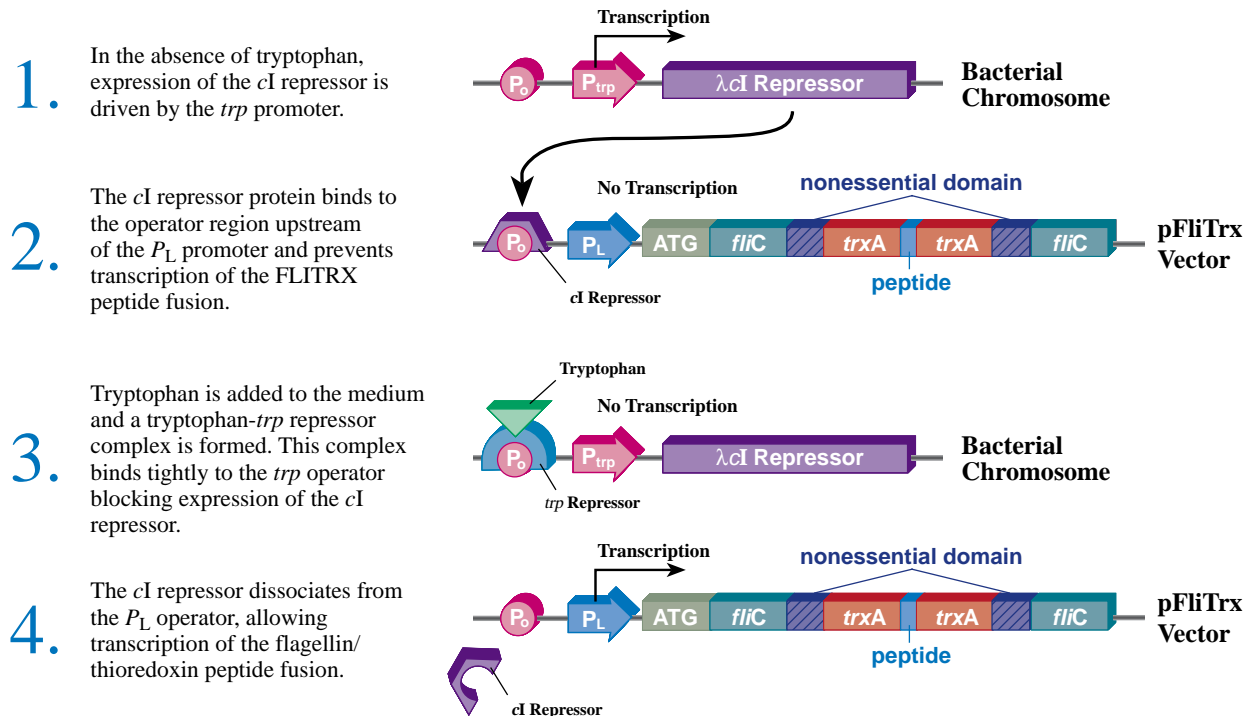 1.
In the absence of tryptophan,
expression of the cI repressor is
driven by the trp promoter.
Transcription
Po
Ptrp
λcI Repressor
Bacterial
Chromosome
2.
The cI repressor protein binds to
the operator region upstream
of the PL promoter and prevents
transcription of the FLITRX
peptide fusion.
No Transcription
nonessential domain
Po
PL
ATG
fliC
trxA
trxA
fliC
pFliTrx
Vector
peptide
cI Repressor
3.
Tryptophan is added to the medium
and a tryptophan-trp repressor
complex is formed. This complex
binds tightly to the trp operator
blocking expression of the cI
repressor.
Tryptophan
No Transcription
Po
Ptrp
λcI Repressor
Bacterial
Chromosome
trp Repressor
4.
The cI repressor dissociates from
the PL operator, allowing
transcription of the flagellin/
thioredoxin peptide fusion.
Transcription
nonessential domain
Po
PL
ATG
fliC
trxA
trxA
fliC
pFliTrx
Vector
peptide
cI Repressor